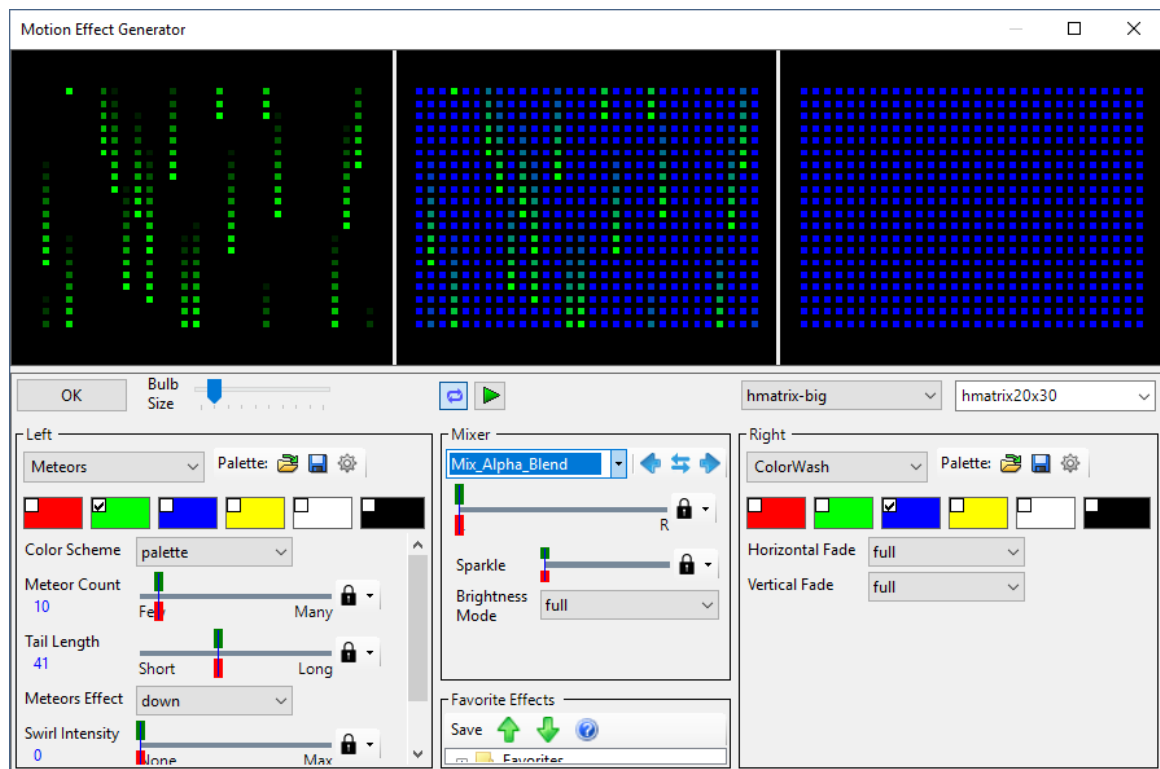 Motion Effect Generator
OK
Bulb Size
hmatrix-big
hmatrix20x30
Left
Meteors
Palette:
Color Scheme
palette
Meteor Count
10
Few
Many
Tail Length
41
Short
Long
Meteors Effect
down
Swirl Intensity
0
None
Max
Mixer
Mix_Alpha_Blend
R
Sparkle
Brightness Mode
full
Favorite Effects
Save
Favorites
Right
ColorWash
Palette:
Horizontal Fade
full
Vertical Fade
full